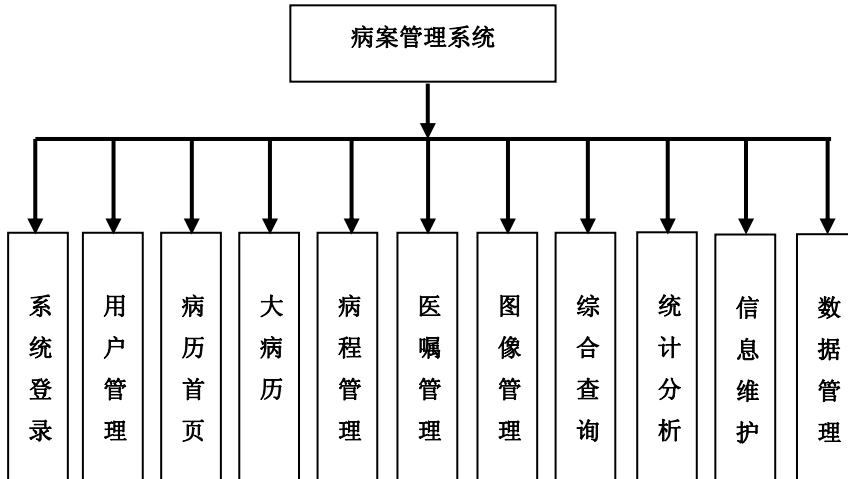 病案管理系统
系统登录
用户管理
病历首页
大病历
病程管理
医嘱管理
图像管理
综合查询
统计分析
信息维护
数据管理